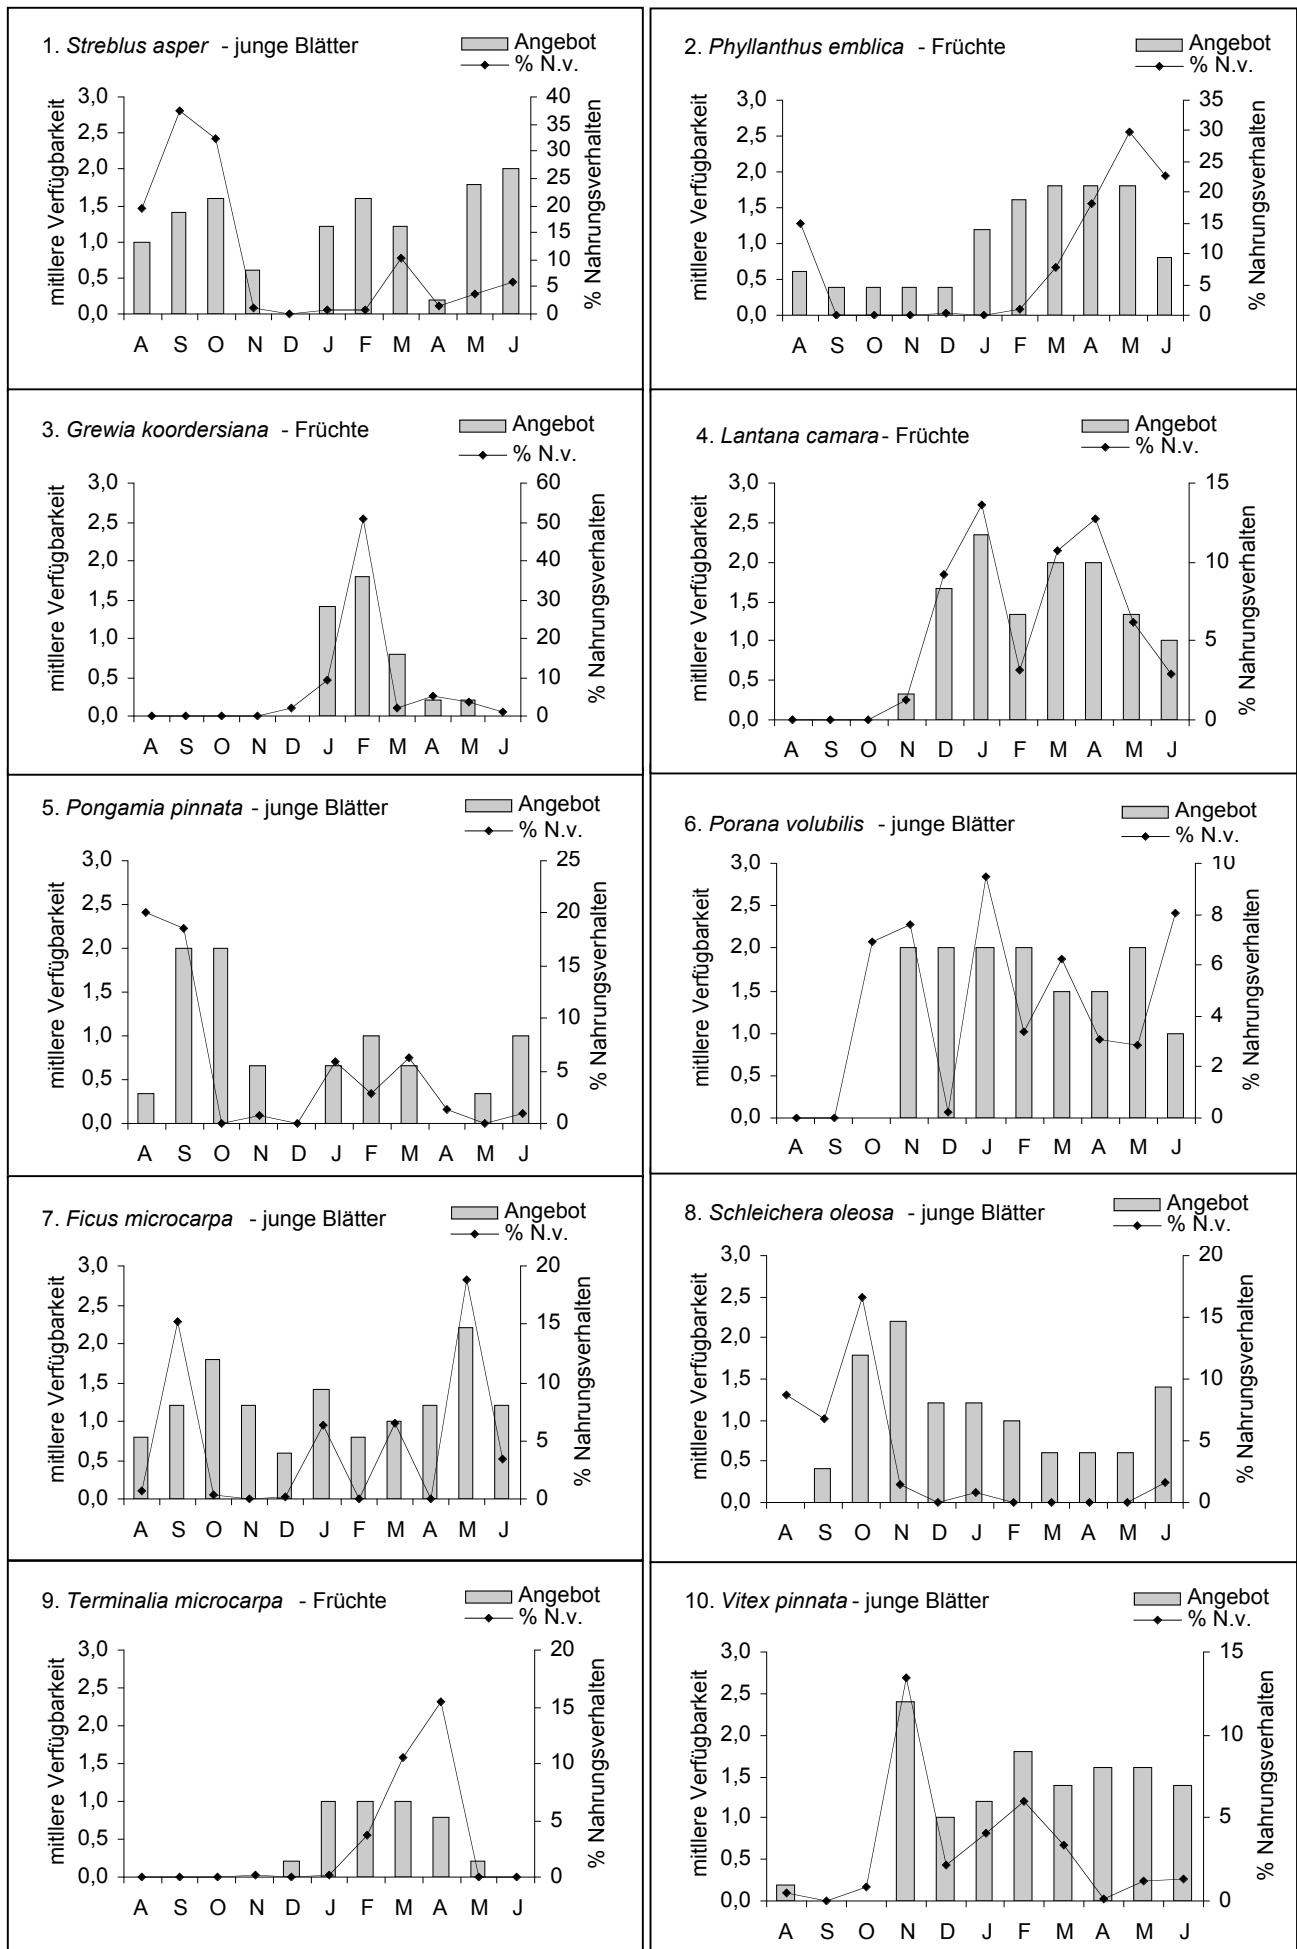 1. Streblus asper - junge Blätter
Angebot
% N.v.
mitllere Verfügbarkeit
3,0
2,5
2,0
1,5
1,0
0,5
0,0
40
35
30
25
20
15
10
5
0
% Nahrungsverhalten
A S O N D J F M A M J
2. Phyllanthus emblica - Früchte
Angebot
% N.v.
mitllere Verfügbarkeit
3,0
2,5
2,0
1,5
1,0
0,5
0,0
35
30
25
20
15
10
5
0
% Nahrungsverhalten
A S O N D J F M A M J
3. Grewia koordersiana - Früchte
Angebot
% N.v.
mitllere Verfügbarkeit
3,0
2,5
2,0
1,5
1,0
0,5
0,0
60
50
40
30
20
10
0
% Nahrungsverhalten
A S O N D J F M A M J
4. Lantana camara - Früchte
Angebot
% N.v.
mitllere Verfügbarkeit
3,0
2,5
2,0
1,5
1,0
0,5
0,0
15
10
5
0
% Nahrungsverhalten
A S O N D J F M A M J
5. Pongamia pinnata - junge Blätter
Angebot
% N.v.
mitllere Verfügbarkeit
3,0
2,5
2,0
1,5
1,0
0,5
0,0
25
20
15
10
5
0
% Nahrungsverhalten
A S O N D J F M A M J
6. Porana volubilis - junge Blätter
Angebot
% N.v.
mitllere Verfügbarkeit
3,0
2,5
2,0
1,5
1,0
0,5
0,0
10
8
6
4
2
0
% Nahrungsverhalten
A S O N D J F M A M J
7. Ficus microcarpa - junge Blätter
Angebot
% N.v.
mitllere Verfügbarkeit
3,0
2,5
2,0
1,5
1,0
0,5
0,0
20
15
10
5
0
% Nahrungsverhalten
A S O N D J F M A M J
8. Schleichera oleosa - junge Blätter
Angebot
% N.v.
mitllere Verfügbarkeit
3,0
2,5
2,0
1,5
1,0
0,5
0,0
20
15
10
5
0
% Nahrungsverhalten
A S O N D J F M A M J
9. Terminalia microcarpa - Früchte
Angebot
% N.v.
mitllere Verfügbarkeit
3,0
2,5
2,0
1,5
1,0
0,5
0,0
20
15
10
5
0
% Nahrungsverhalten
A S O N D J F M A M J
10. Vitex pinnata - junge Blätter
Angebot
% N.v.
mitllere Verfügbarkeit
3,0
2,5
2,0
1,5
1,0
0,5
0,0
15
10
5
0
% Nahrungsverhalten
A S O N D J F M A M J